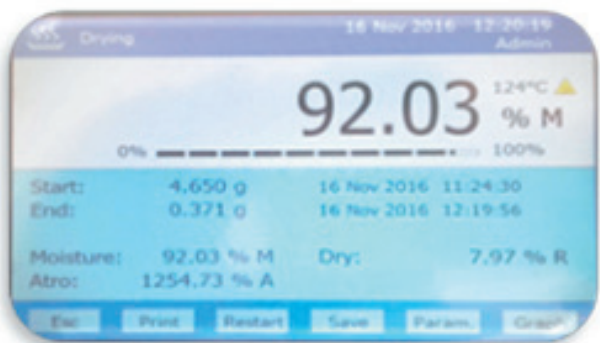 Drying 16 Nov 2016 12:20:19
Admin
92.03 124°C
% M
0% 100%
Start: 4.650 g 16 Nov 2016 11:24:30
End: 0.371 g 16 Nov 2016 12:19:56
Moisture: 92.03 % M Dry: 7.97 % R
Atro: 1254.73 % A
Esc Print Restart Save Param. Graph